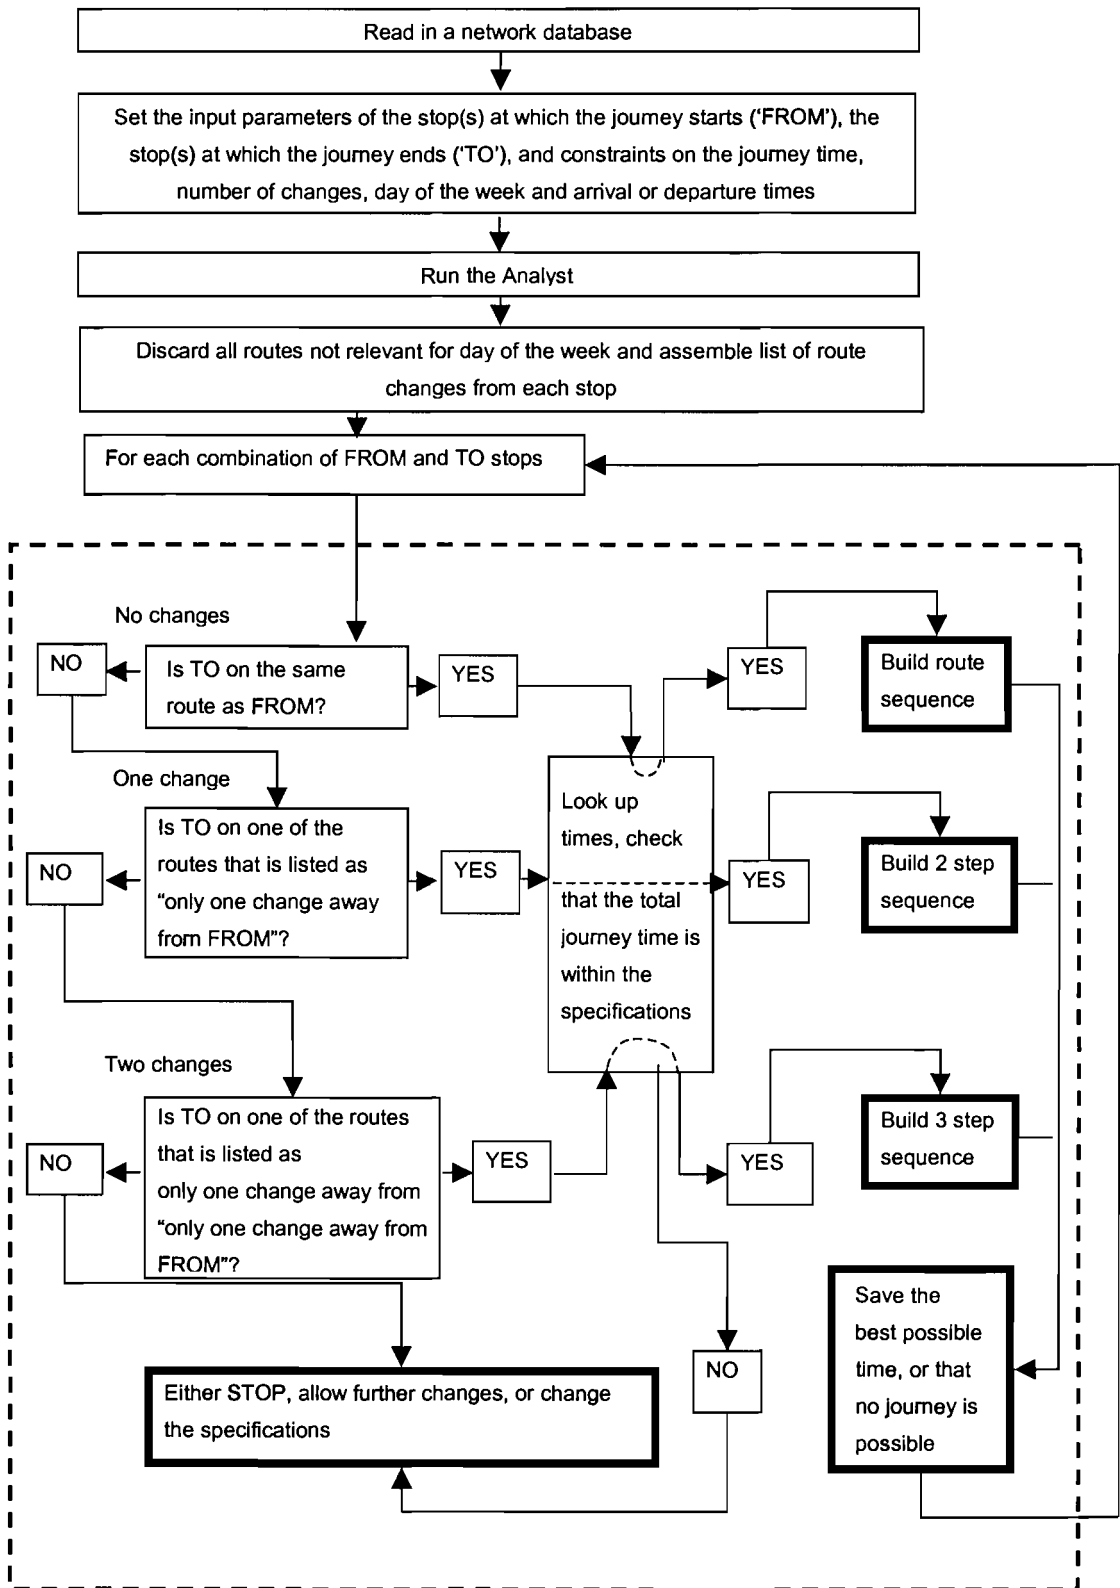 Read in a network database
Set the input parameters of the stop(s) at which the journey starts ('FROM'), the
stop(s) at which the journey ends ('TO'), and constraints on the journey time,
number of changes, day of the week and arrival or departure times
Run the Analyst
Discard all routes not relevant for day of the week and assemble list of route
changes from each stop
For each combination of FROM and TO stops
No changes
NO
Is TO on the same
route as FROM?
YES
YES
Build route
sequence
One change
NO
Is TO on one of the
routes that is listed as
"only one change away
from FROM"?
YES
Look up
times, check
that the total
journey time is
within the
specifications
YES
Build 2 step
sequence
Two changes
NO
Is TO on one of the routes
that is listed as
only one change away from
"only one change away from
FROM"?
YES
YES
Build 3 step
sequence
NO
Save the
best possible
time, or that
no journey is
possible
Either STOP, allow further changes, or change
the specifications